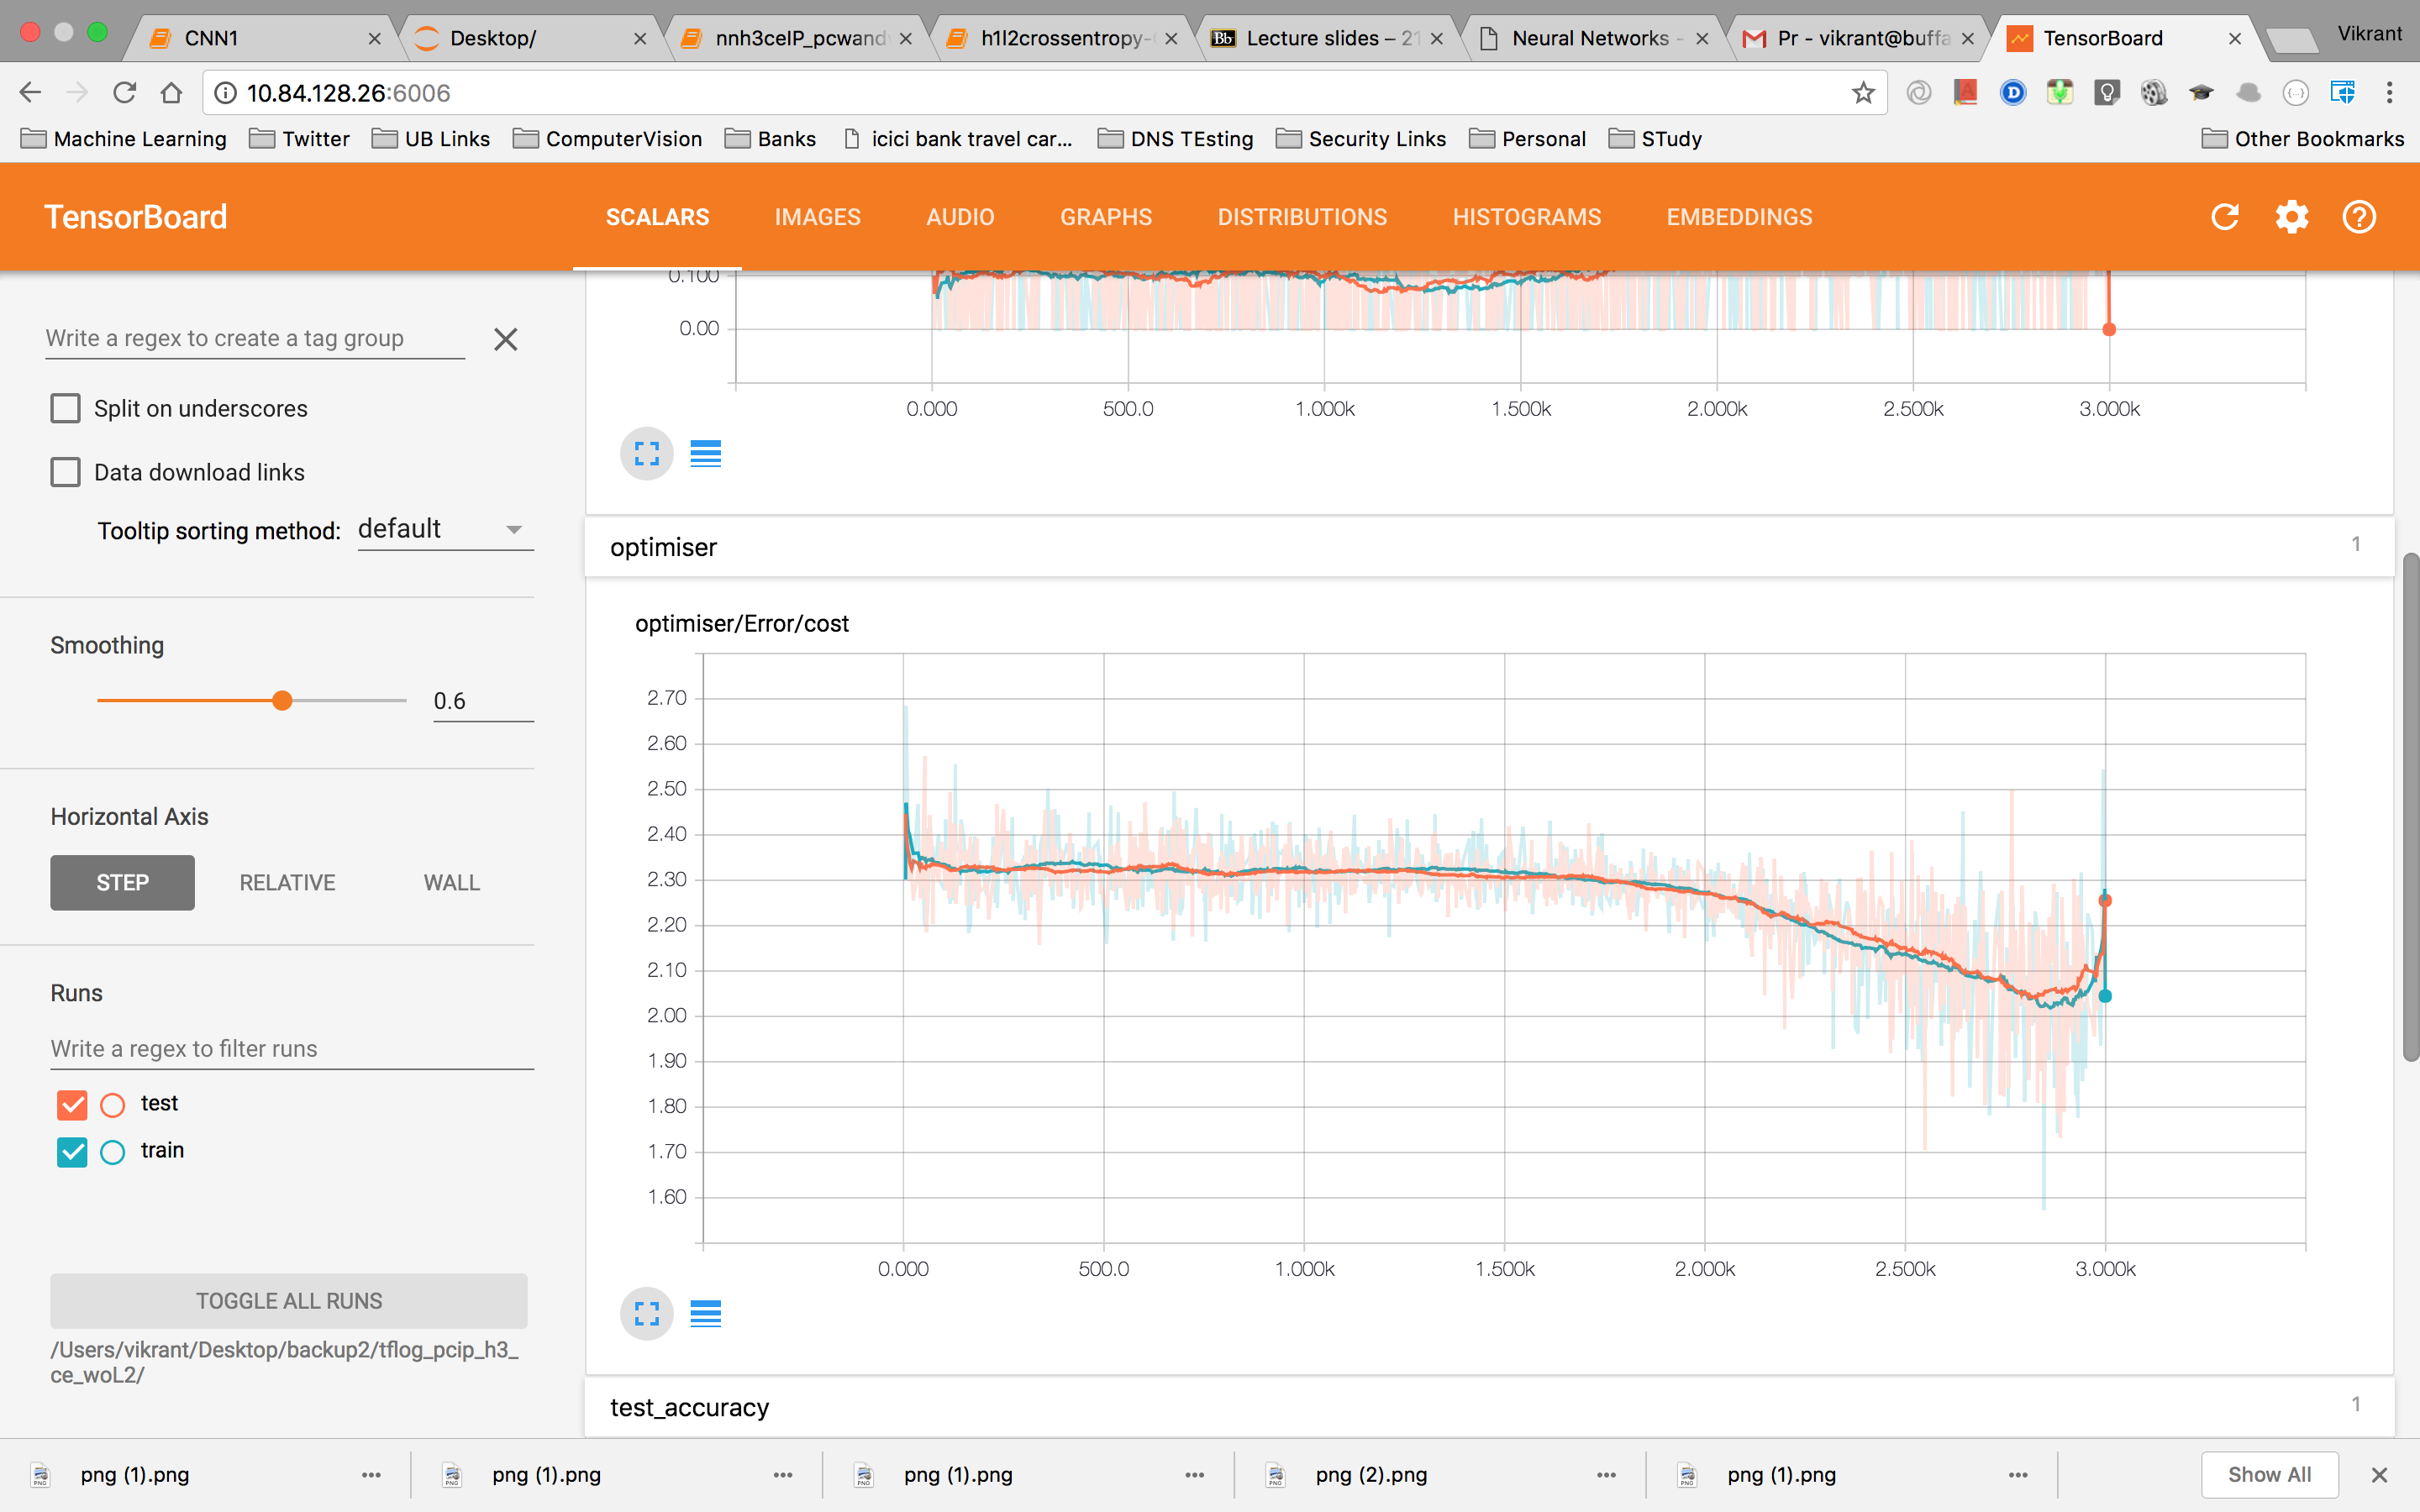 CNN1
Desktop/
nnh3ceIP_pcwand
h1l2crossentropy-
Lecture slides – 21
Neural Networks -
Pr - vikrant@buffa
TensorBoard
Vikrant
10.84.128.26:6006
Machine Learning
Twitter
UB Links
ComputerVision
Banks
icici bank travel car...
DNS TEsting
Security Links
Personal
STudy
Other Bookmarks
TensorBoard
SCALARS
IMAGES
AUDIO
GRAPHS
DISTRIBUTIONS
HISTOGRAMS
EMBEDDINGS
Write a regex to create a tag group
Split on underscores
Data download links
Tooltip sorting method: default
Smoothing
0.6
Horizontal Axis
STEP
RELATIVE
WALL
Runs
Write a regex to filter runs
test
train
TOGGLE ALL RUNS
/Users/vikrant/Desktop/backup2/tflog_pcip_h3_
ce_woL2/
0.100
0.00
0.000 500.0 1.000k 1.500k 2.000k 2.500k 3.000k
optimiser 1
optimiser/Error/cost
2.70
2.60
2.50
2.40
2.30
2.20
2.10
2.00
1.90
1.80
1.70
1.60
0.000 500.0 1.000k 1.500k 2.000k 2.500k 3.000k
test_accuracy 1
png (1).png
png (1).png
png (1).png
png (2).png
png (1).png
Show All